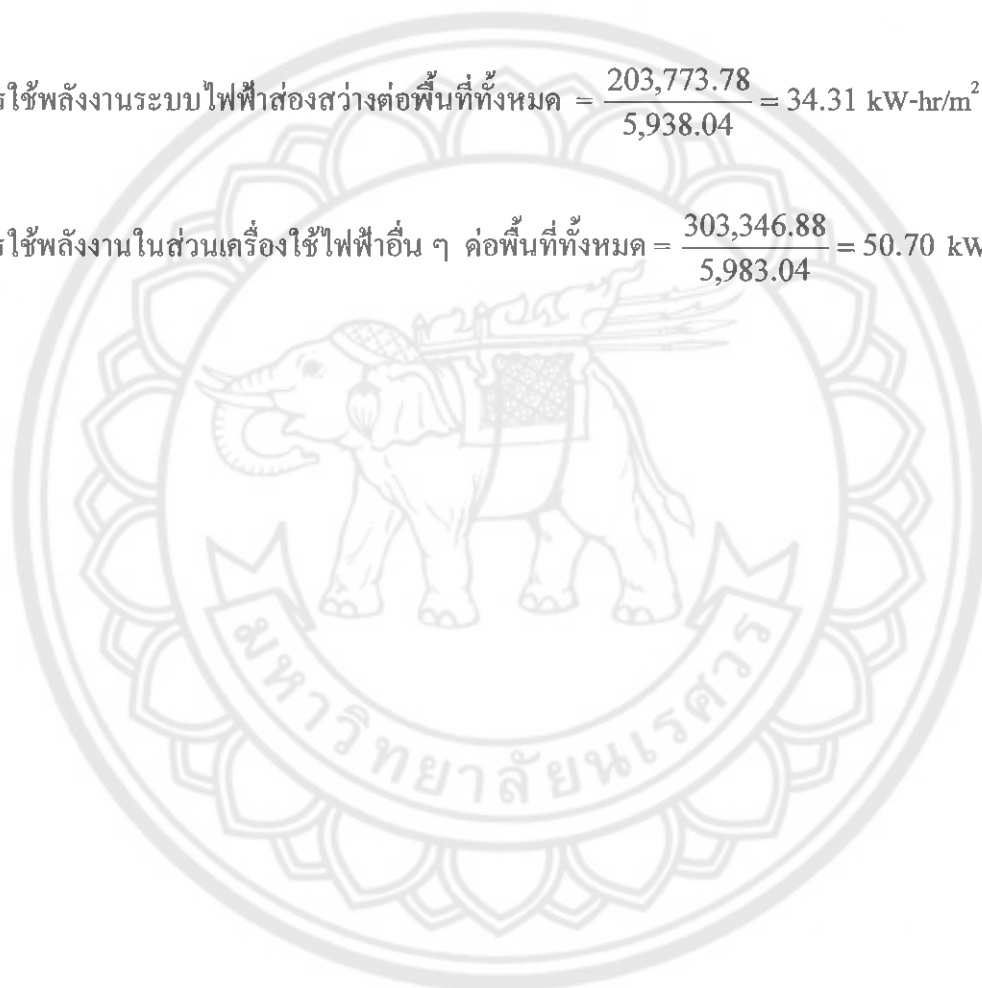 รใช้พลังงานระบบไฟฟ้าส่องสว่างต่อพื้นที่ทั้งหมด = 203,773.78 / 5,938.04 = 34.31 kW-hr/m²
รใช้พลังงานในส่วนเครื่องใช้ไฟฟ้าอื่น ๆ ค่อพื้นที่ทั้งหมด = 303,346.88 / 5,983.04 = 50.70 kW
มหาวิทยาลัยนเรศวร